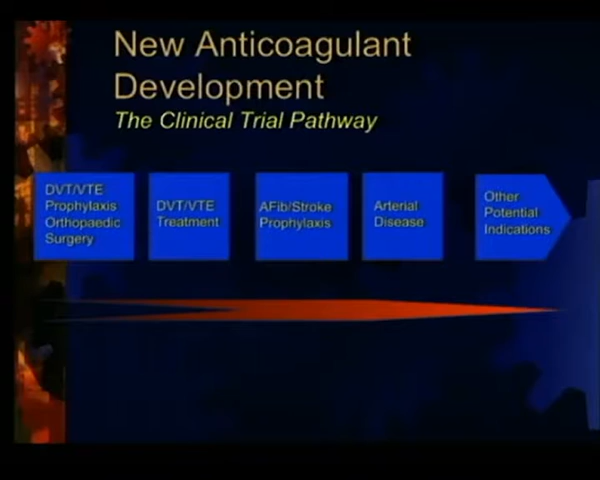 New Anticoagulant
Development
The Clinical Trial Pathway
DVT/VTE
Prophylaxis
Orthopaedic
Surgery
DVT/VTE
Treatment
AFib/Stroke
Prophylaxis
Arterial
Disease
Other
Potential
Indications